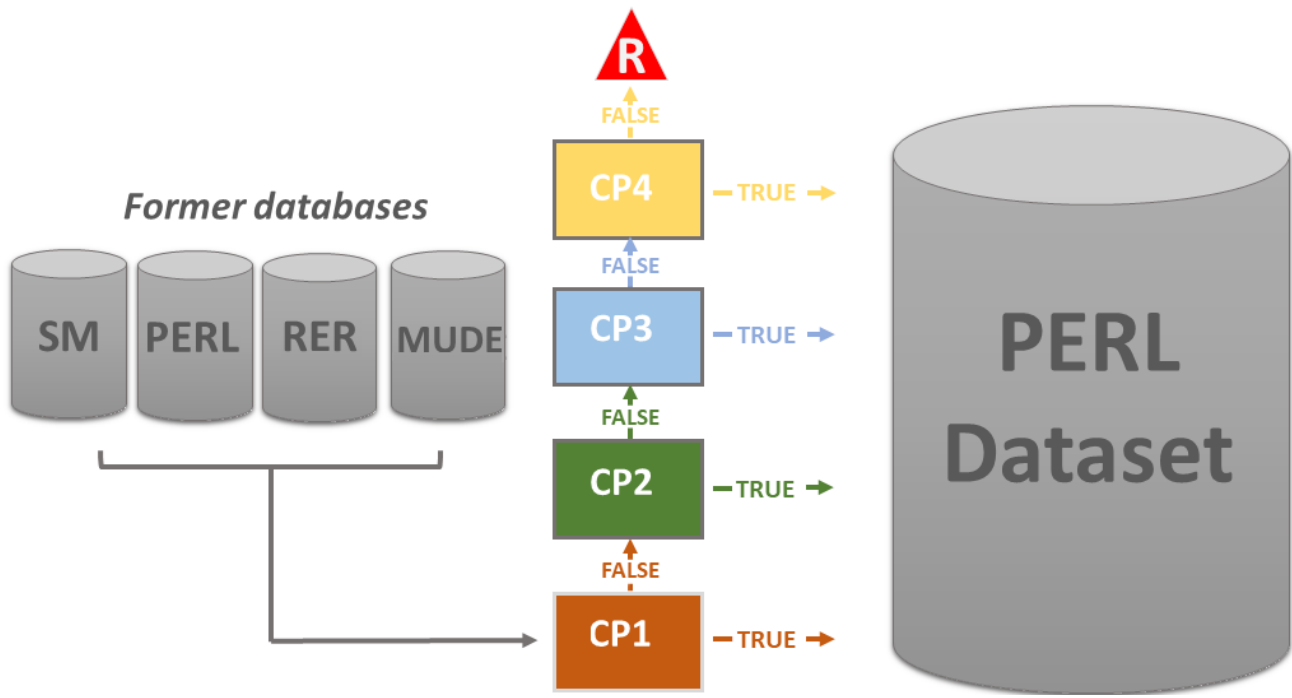 R
FALSE
CP4
TRUE
Former databases
FALSE
SM
PERL
RER
MUDE
CP3
TRUE
PERL
Dataset
FALSE
CP2
TRUE
FALSE
CP1
TRUE